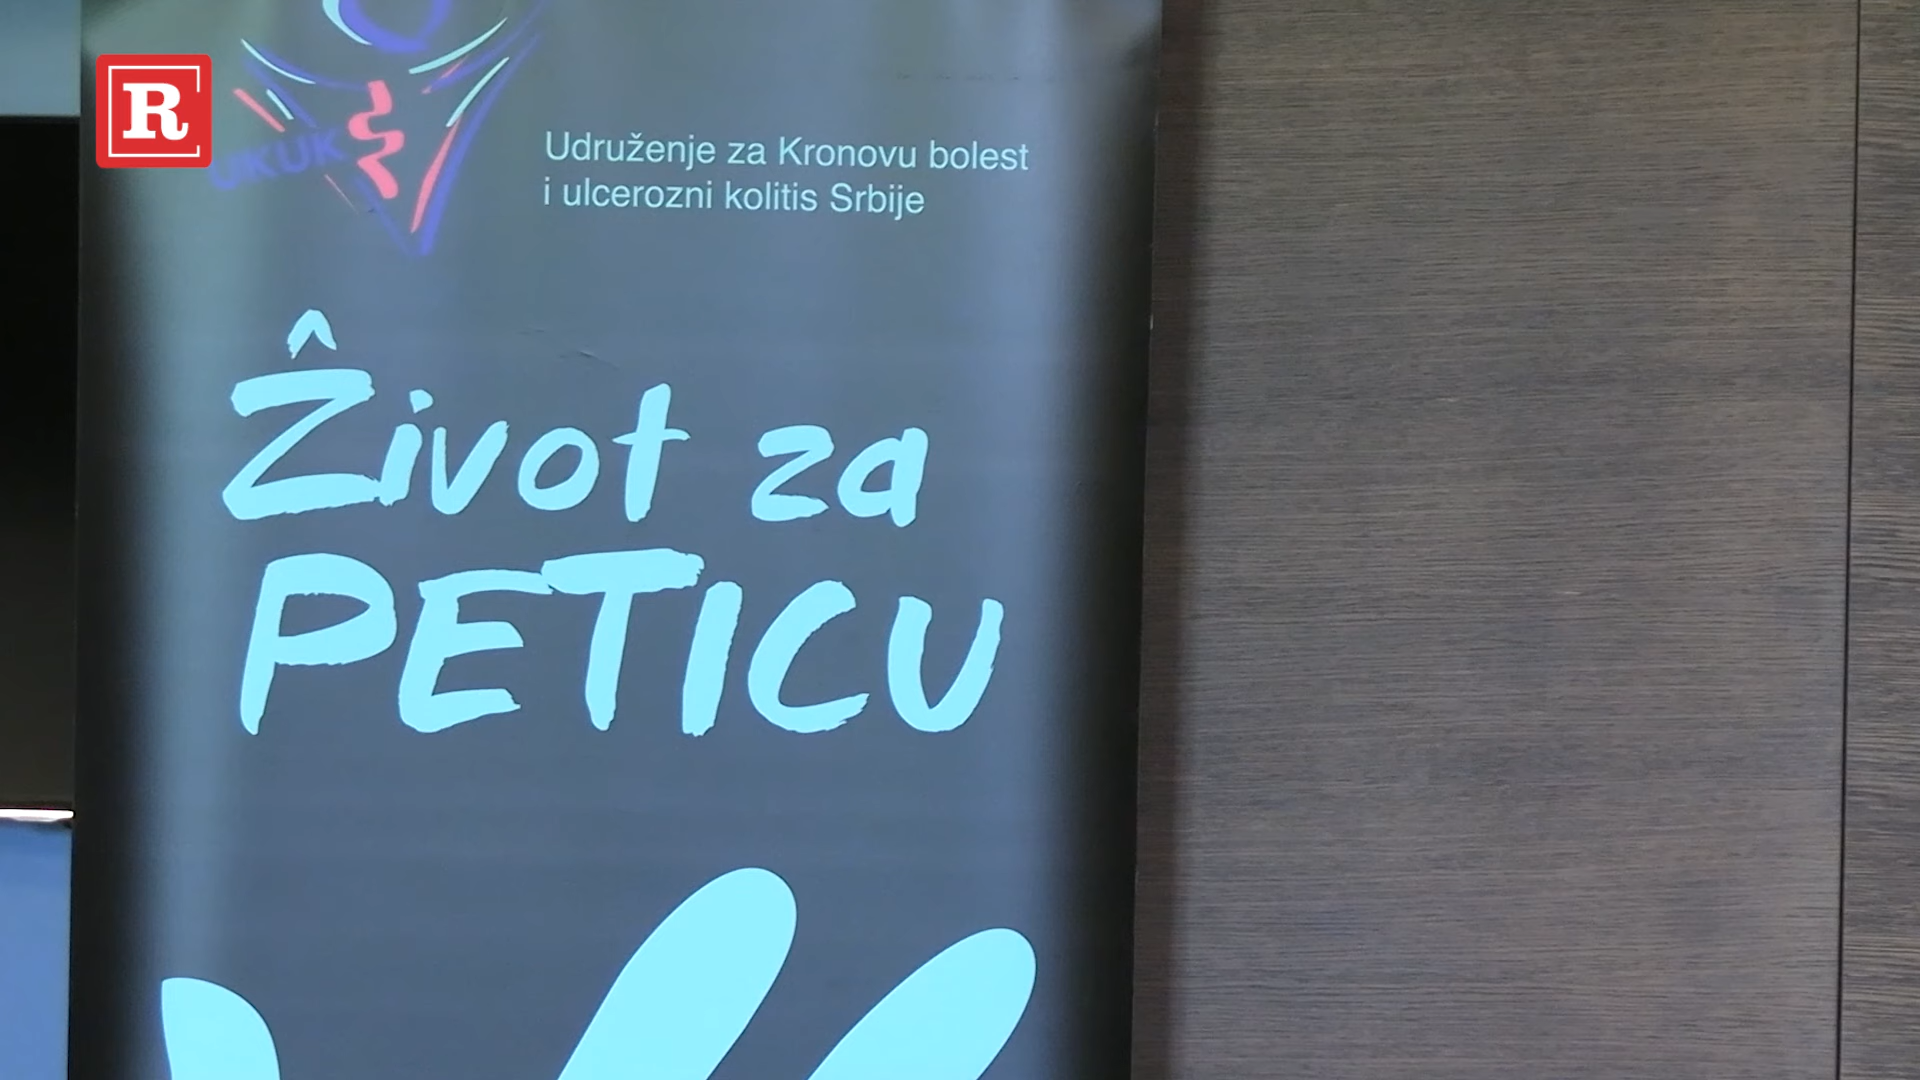 R
UKUK
Udruženje za Kronovu bolest
i ulcerozni kolitis Srbije
Život za
PETICU